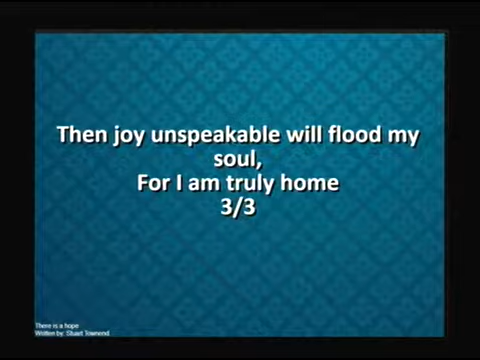 Then joy unspeakable will flood my
soul,
For I am truly home
3/3
There is a hope
Written by: Stuart Townend